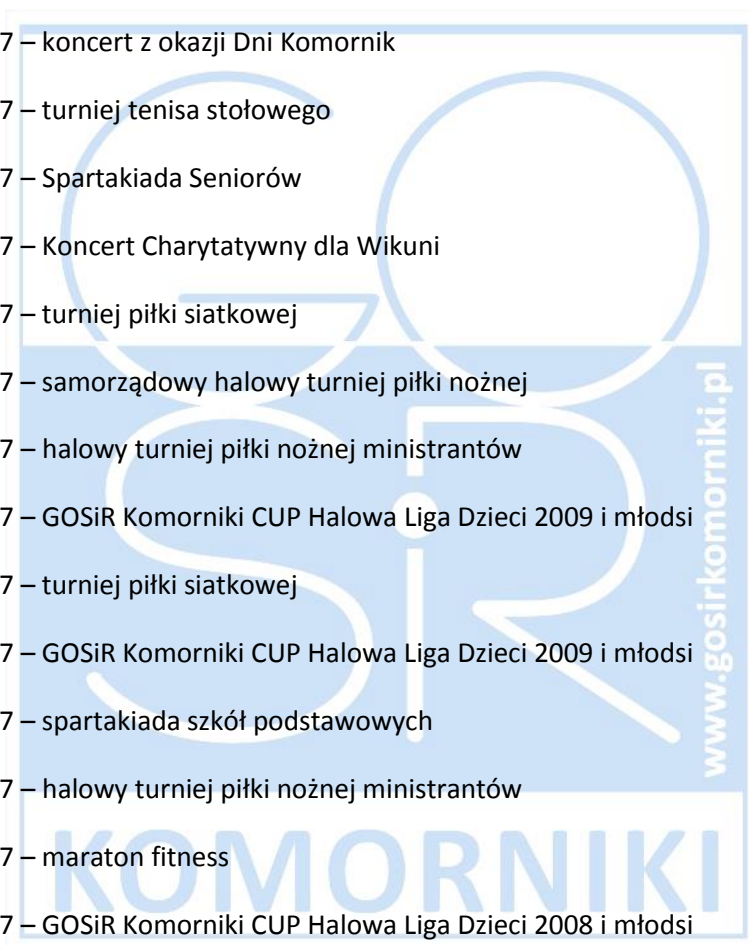 7 – koncert z okazji Dni Komornik
7 – turniej tenisa stołowego
7 – Spartakiada Seniorów
7 – Koncert Charytatywny dla Wikuni
7 – turniej piłki siatkowej
7 – samorządowy halowy turniej piłki nożnej
7 – halowy turniej piłki nożnej ministrantów
7 – GOSiR Komorniki CUP Halowa Liga Dzieci 2009 i młodsi
7 – turniej piłki siatkowej
7 – GOSiR Komorniki CUP Halowa Liga Dzieci 2009 i młodsi
7 – spartakiada szkół podstawowych
7 – halowy turniej piłki nożnej ministrantów
7 – maraton fitness
7 – GOSiR Komorniki CUP Halowa Liga Dzieci 2008 i młodsi
GO
SiR
KOMORNIKI
www.gosirkomorniki.pl